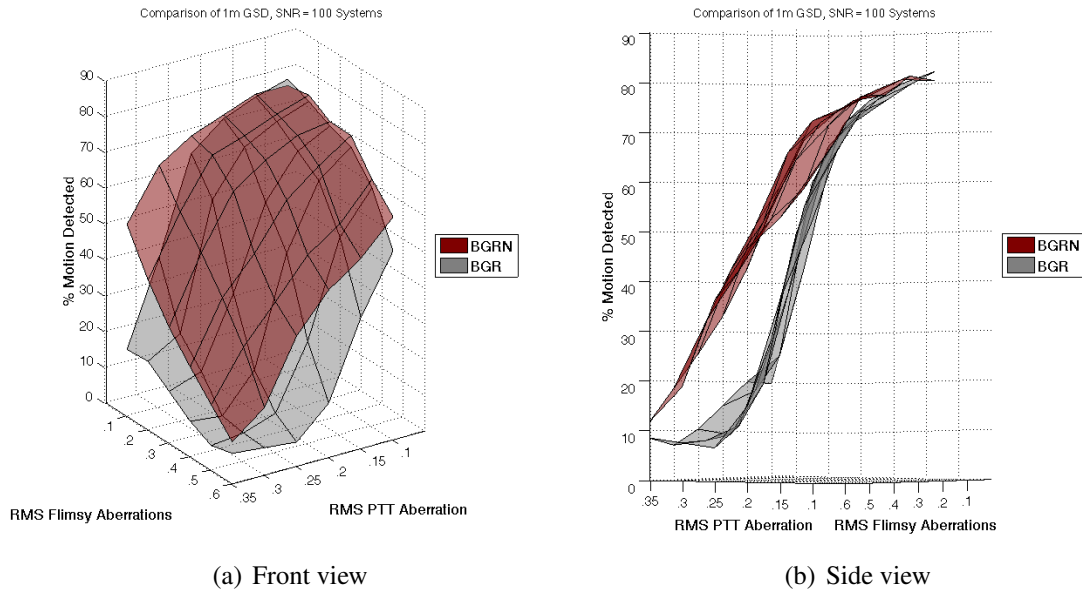 Comparison of 1m GSD, SNR = 100 Systems
90
80
70
60
50
40
30
20
10
0
% Motion Detected
.1
.2
.3
.4
.5
.6
RMS Flimsy Aberrations
.35
.3
.25
.2
.15
.1
RMS PTT Aberration
BGRN
BGR
(a) Front view
Comparison of 1m GSD, SNR = 100 Systems
90
80
70
60
50
40
30
20
10
0
% Motion Detected
.35 .3 .25 .2 .15 .1 .6 .5 .4 .3 .2 .1
RMS PTT Aberration RMS Flimsy Aberrations
BGRN
BGR
(b) Side view